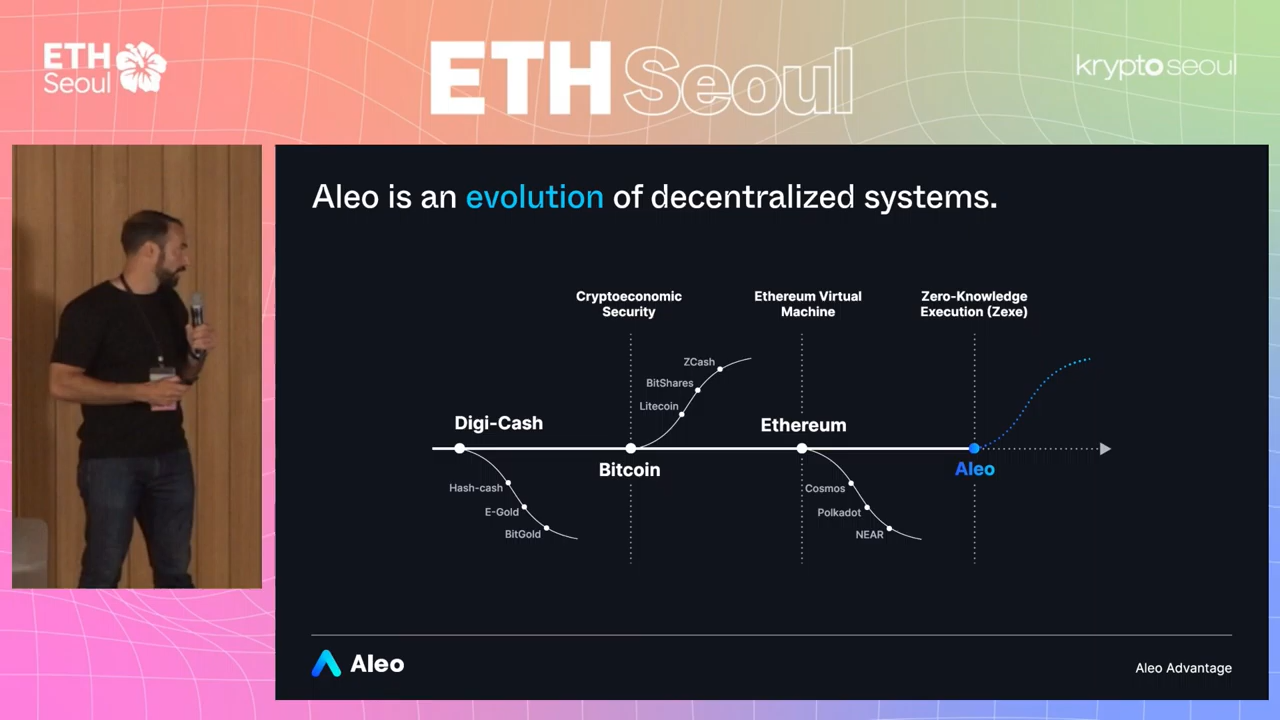 ETH
Seoul
ETH Seoul
krypto seoul
Aleo is an evolution of decentralized systems.
Cryptoeconomic
Security
Ethereum Virtual
Machine
Zero-Knowledge
Execution (Zexe)
ZCash
BitShares
Litecoin
Digi-Cash
Ethereum
Bitcoin
Aleo
Hash-cash
E-Gold
BitGold
Cosmos
Polkadot
NEAR
Aleo
Aleo Advantage